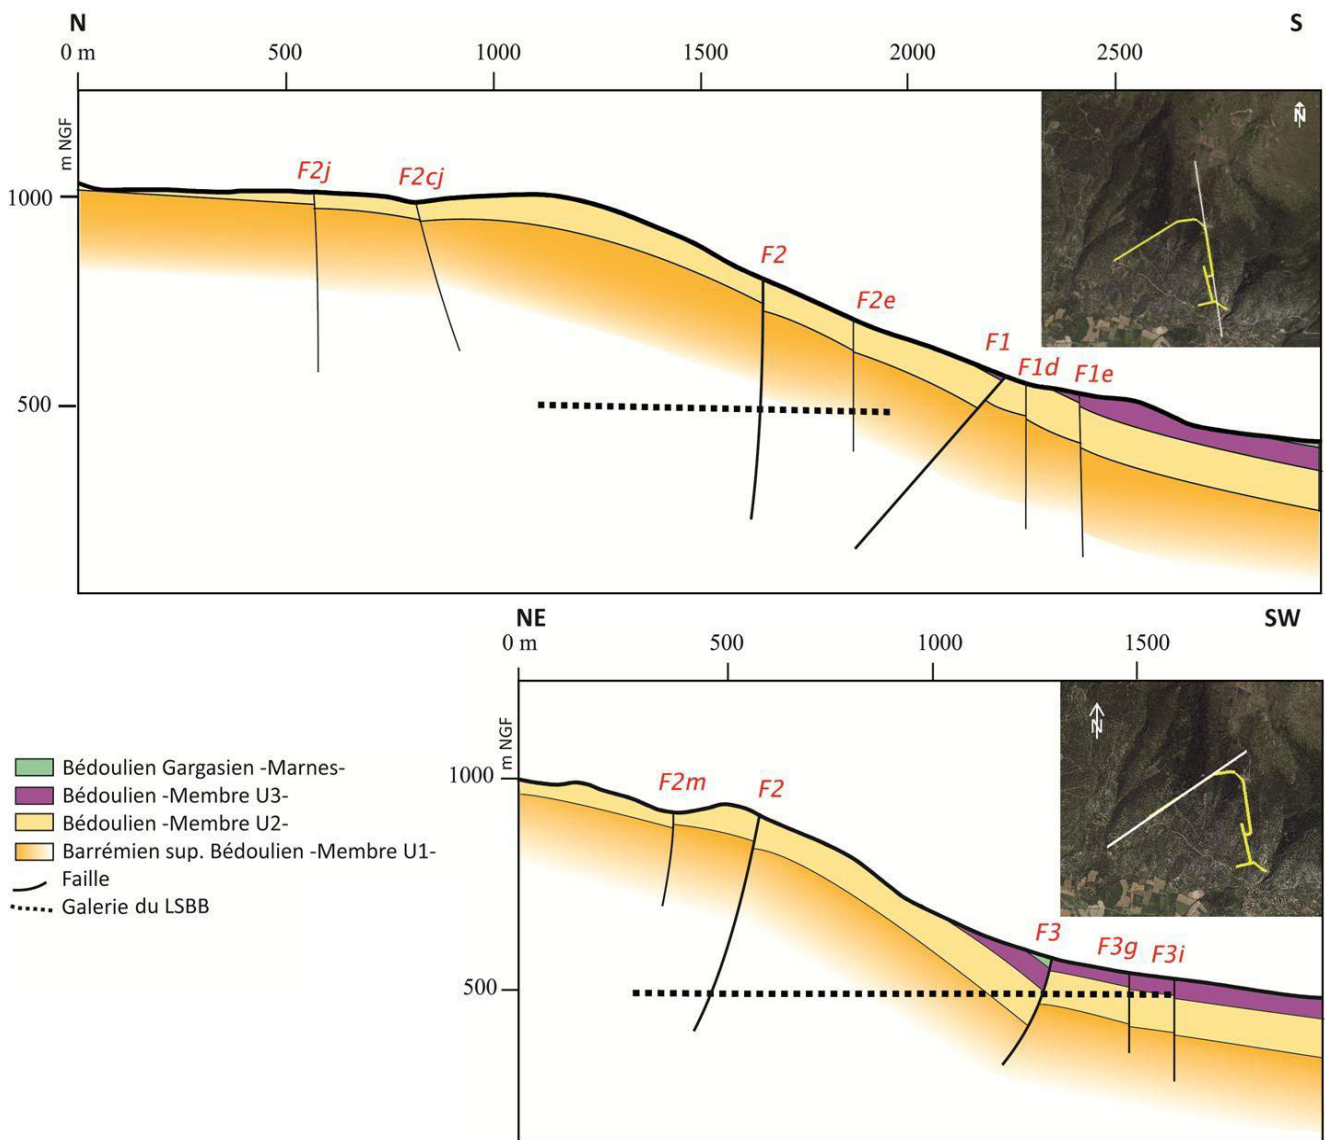 N
S
0 m
500
1000
1500
2000
2500
m NGF
1000
500
F2j
F2cj
F2
F2e
F1
F1d
F1e
N
NE
SW
0 m
500
1000
1500
m NGF
1000
500
F2m
F2
F3
F3g
F3i
N
Bédoulien Gargasien -Marnes-
Bédoulien -Membre U3-
Bédoulien -Membre U2-
Barrémien sup. Bédoulien -Membre U1-
Faille
Galerie du LSBB